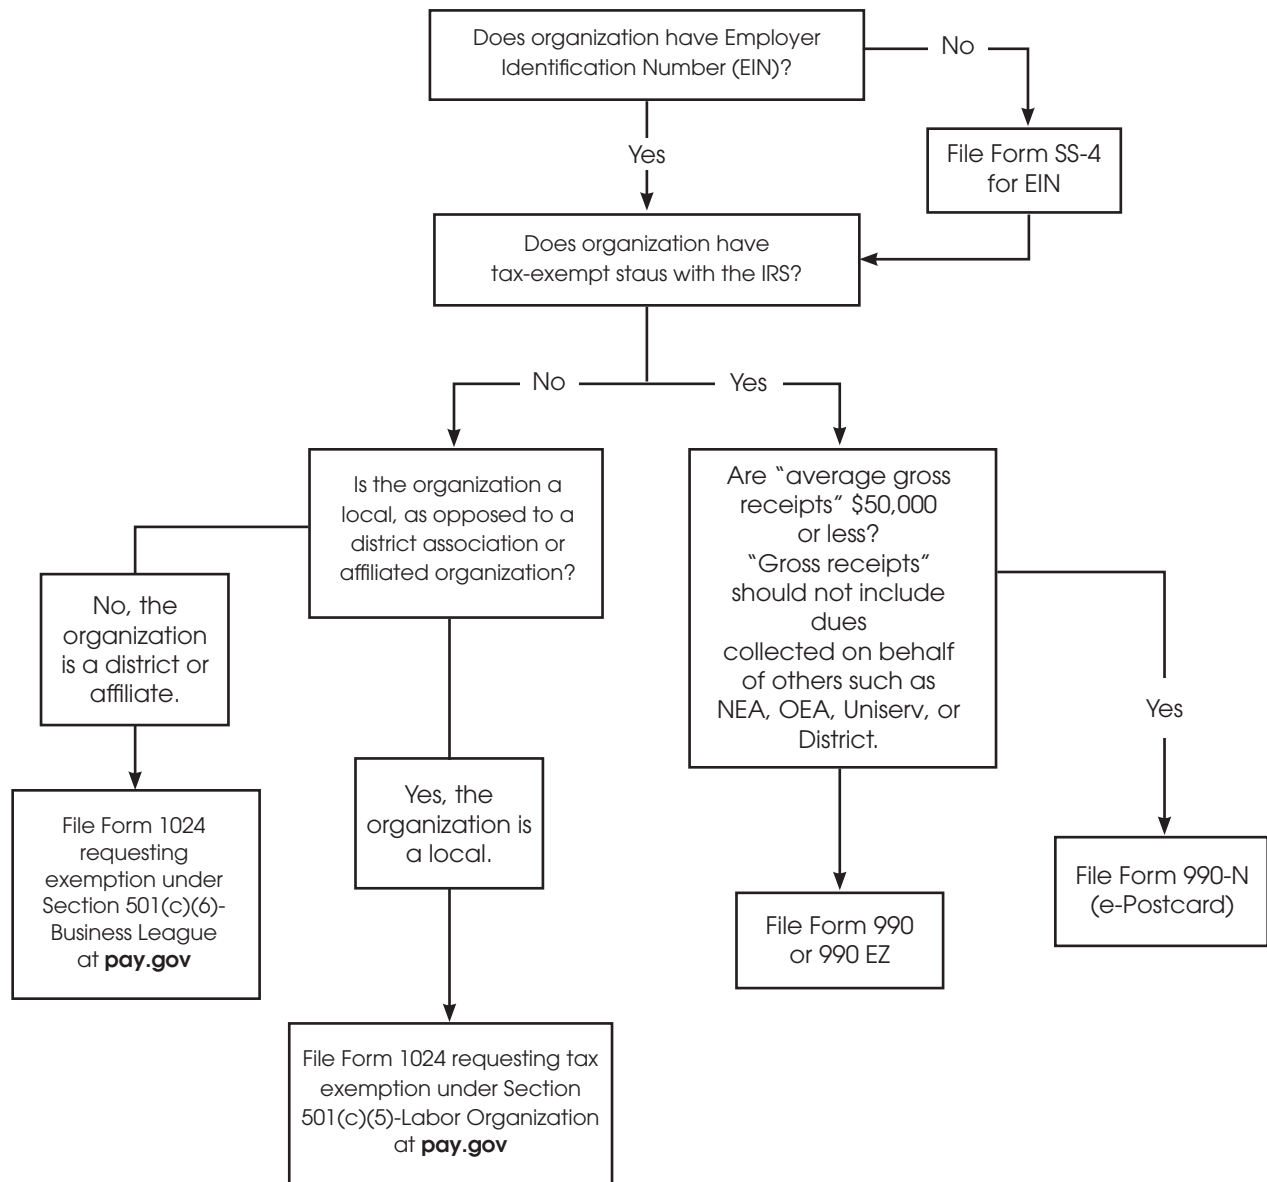 Does organization have Employer
Identification Number (EIN)?
No
Yes
File Form SS-4
for EIN
Does organization have
tax-exempt staus with the IRS?
No
Yes
Is the organization a
local, as opposed to a
district association or
affiliated organization?
Are “average gross
receipts” $50,000
or less?
“Gross receipts”
should not include
dues
collected on behalf
of others such as
NEA, OEA, Uniserv, or
District.
No, the
organization
is a district or
affiliate.
Yes
Yes, the
organization is
a local.
File Form 1024
requesting
exemption under
Section 501(c)(6)-
Business League
at pay.gov
File Form 990-N
(e-Postcard)
File Form 990
or 990 EZ
File Form 1024 requesting tax
exemption under Section
501(c)(5)-Labor Organization
at pay.gov